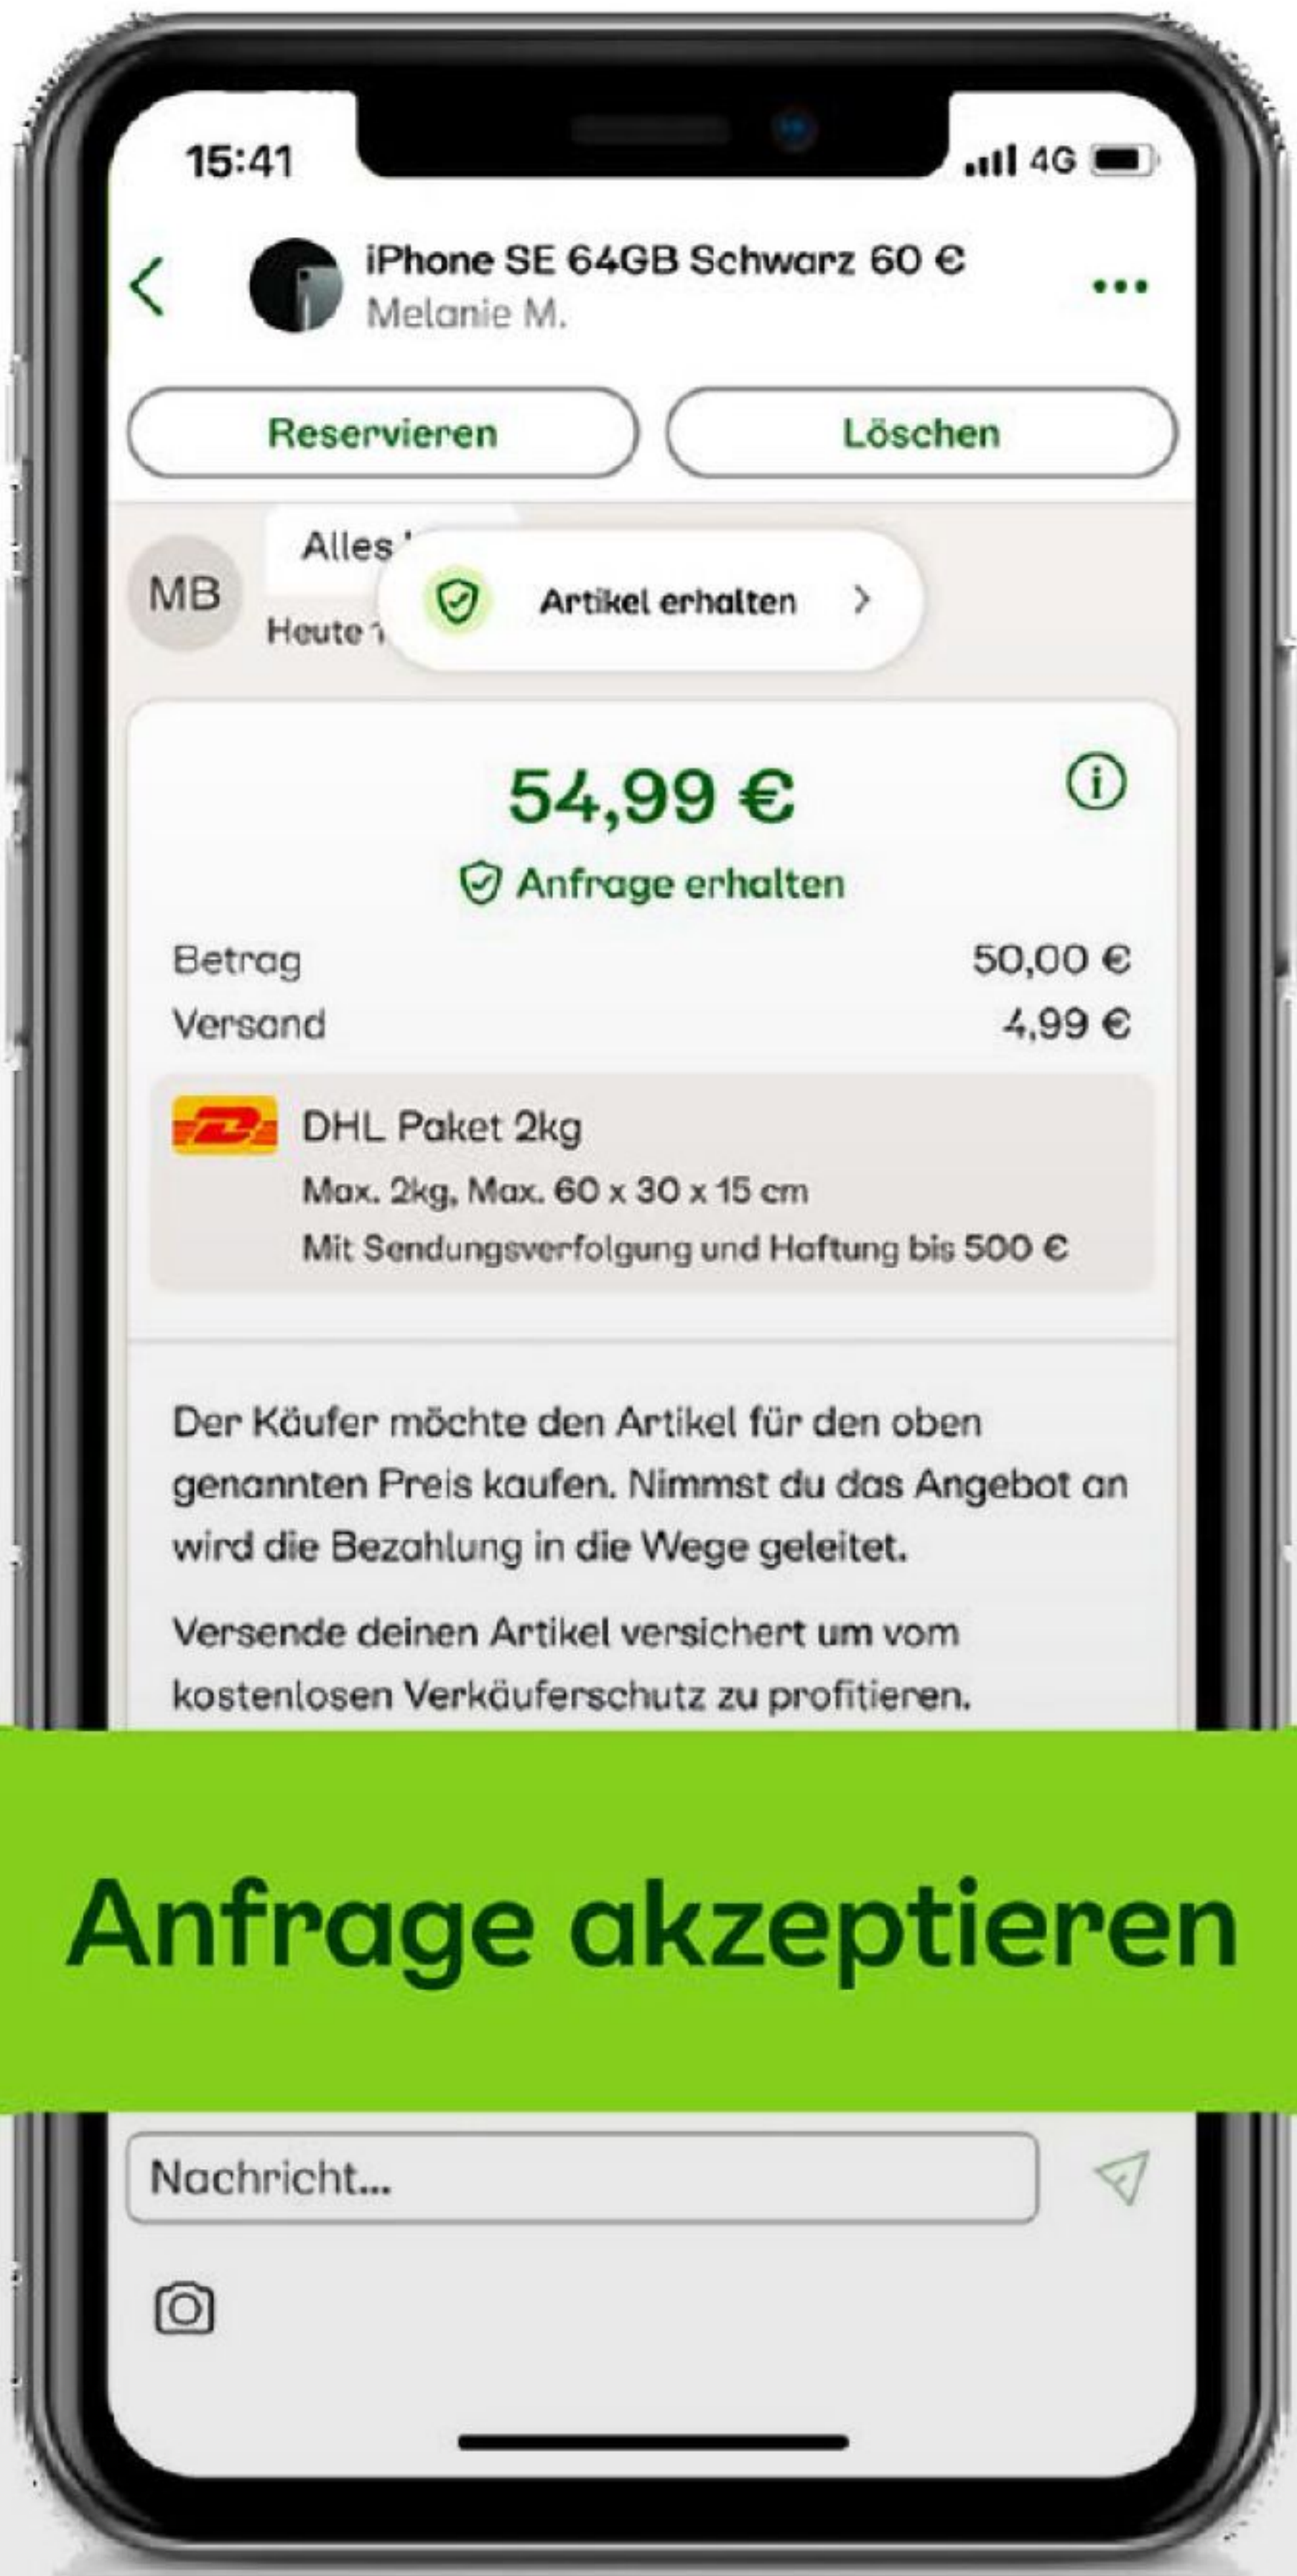 15:41
4G
iPhone SE 64GB Schwarz 60 €
Melanie M.
Reservieren
Löschen
Alles
MB
Artikel erhalten
Heute
54,99 €
Anfrage erhalten
Betrag 50,00 €
Versand 4,99 €
DHL Paket 2kg
Max. 2kg, Max. 60 x 30 x 15 cm
Mit Sendungsverfolgung und Haftung bis 500 €
Der Käufer möchte den Artikel für den oben
genannten Preis kaufen. Nimmst du das Angebot an
wird die Bezahlung in die Wege geleitet.
Versende deinen Artikel versichert um vom
kostenlosen Verkäuferschutz zu profitieren.
Anfrage akzeptieren
Nachricht...